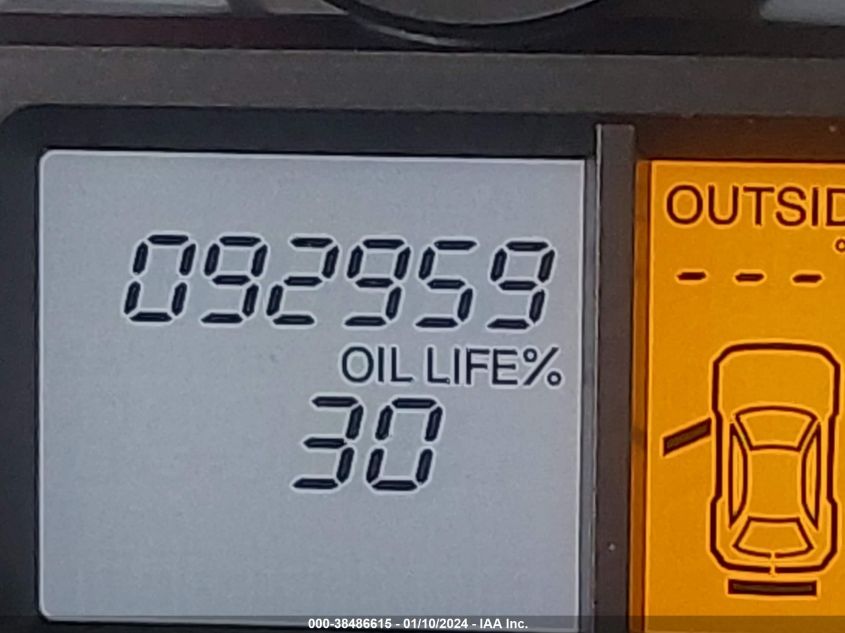 092959
OIL LIFE%
30
OUTSID
°
- - -
000-38486615 - 01/10/2024 - IAA Inc.